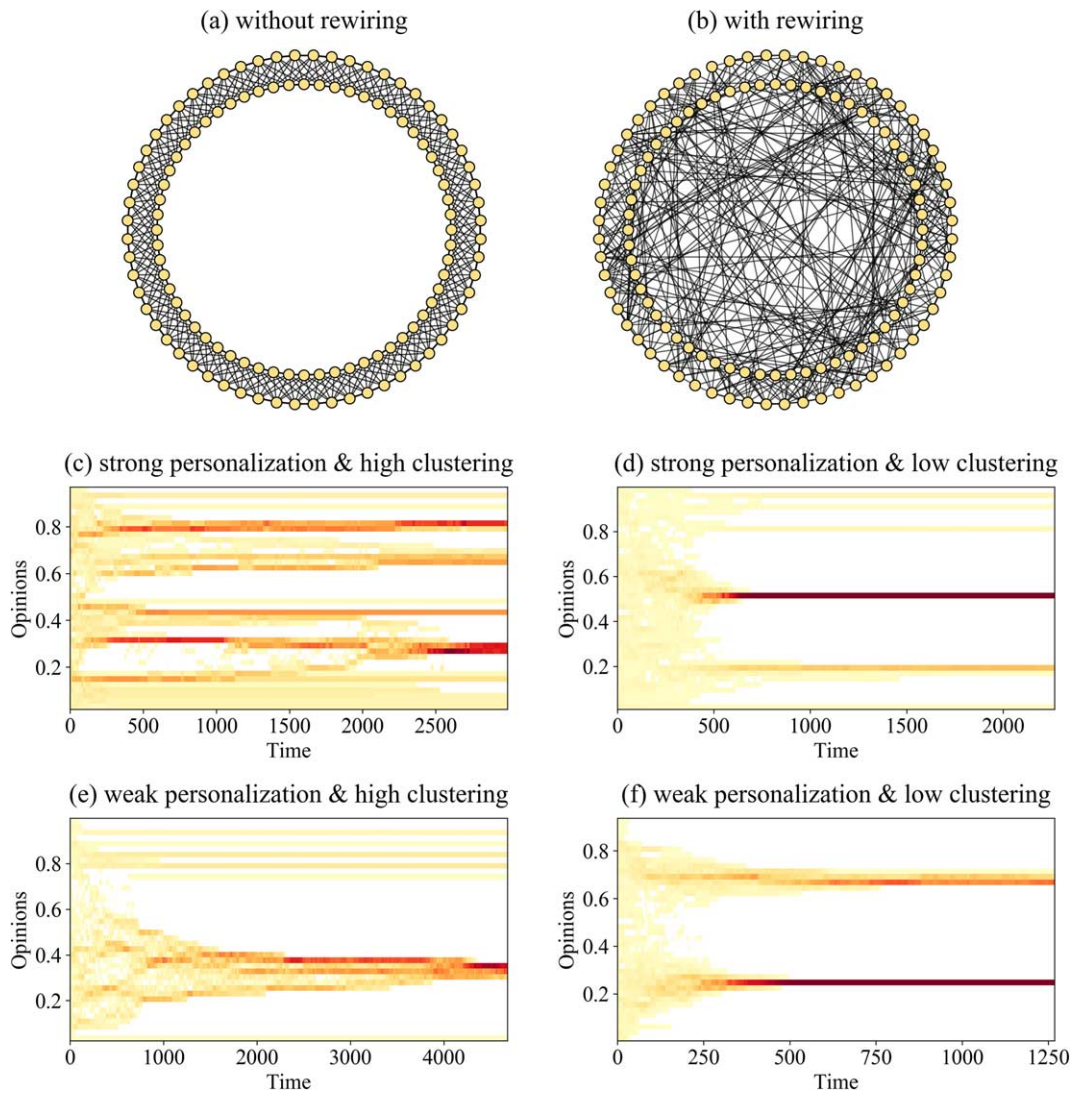 (a) without rewiring
(b) with rewiring
(c) strong personalization & high clustering
Opinions
0.8
0.6
0.4
0.2
0 500 1000 1500 2000 2500
Time
(d) strong personalization & low clustering
Opinions
0.8
0.6
0.4
0.2
0 500 1000 1500 2000
Time
(e) weak personalization & high clustering
Opinions
0.8
0.6
0.4
0.2
0 1000 2000 3000 4000
Time
(f) weak personalization & low clustering
Opinions
0.8
0.6
0.4
0.2
0 250 500 750 1000 1250
Time